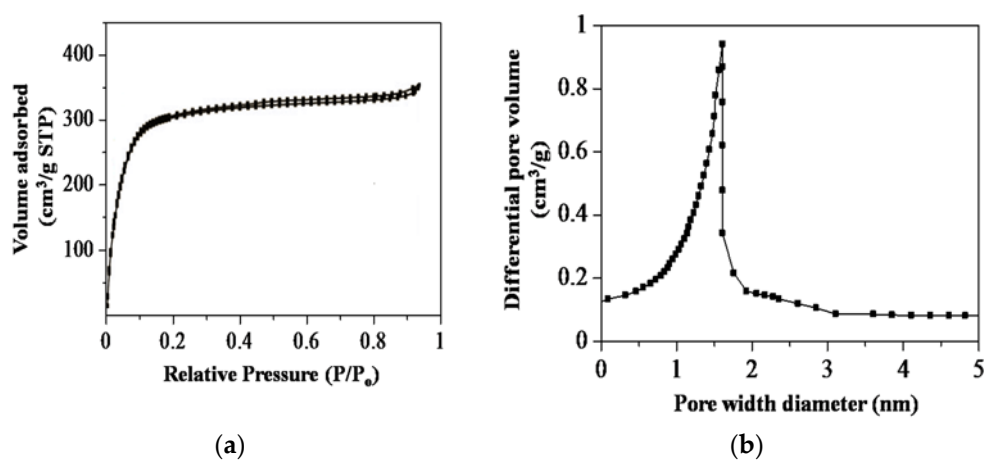 Volume adsorbed
(cm³/g STP)
400
300
200
100
0
0.2
0.4
0.6
0.8
1
Relative Pressure (P/Pₒ)
(a)
Differential pore volume
(cm³/g)
1
0.8
0.6
0.4
0.2
0
0
1
2
3
4
5
Pore width diameter (nm)
(b)